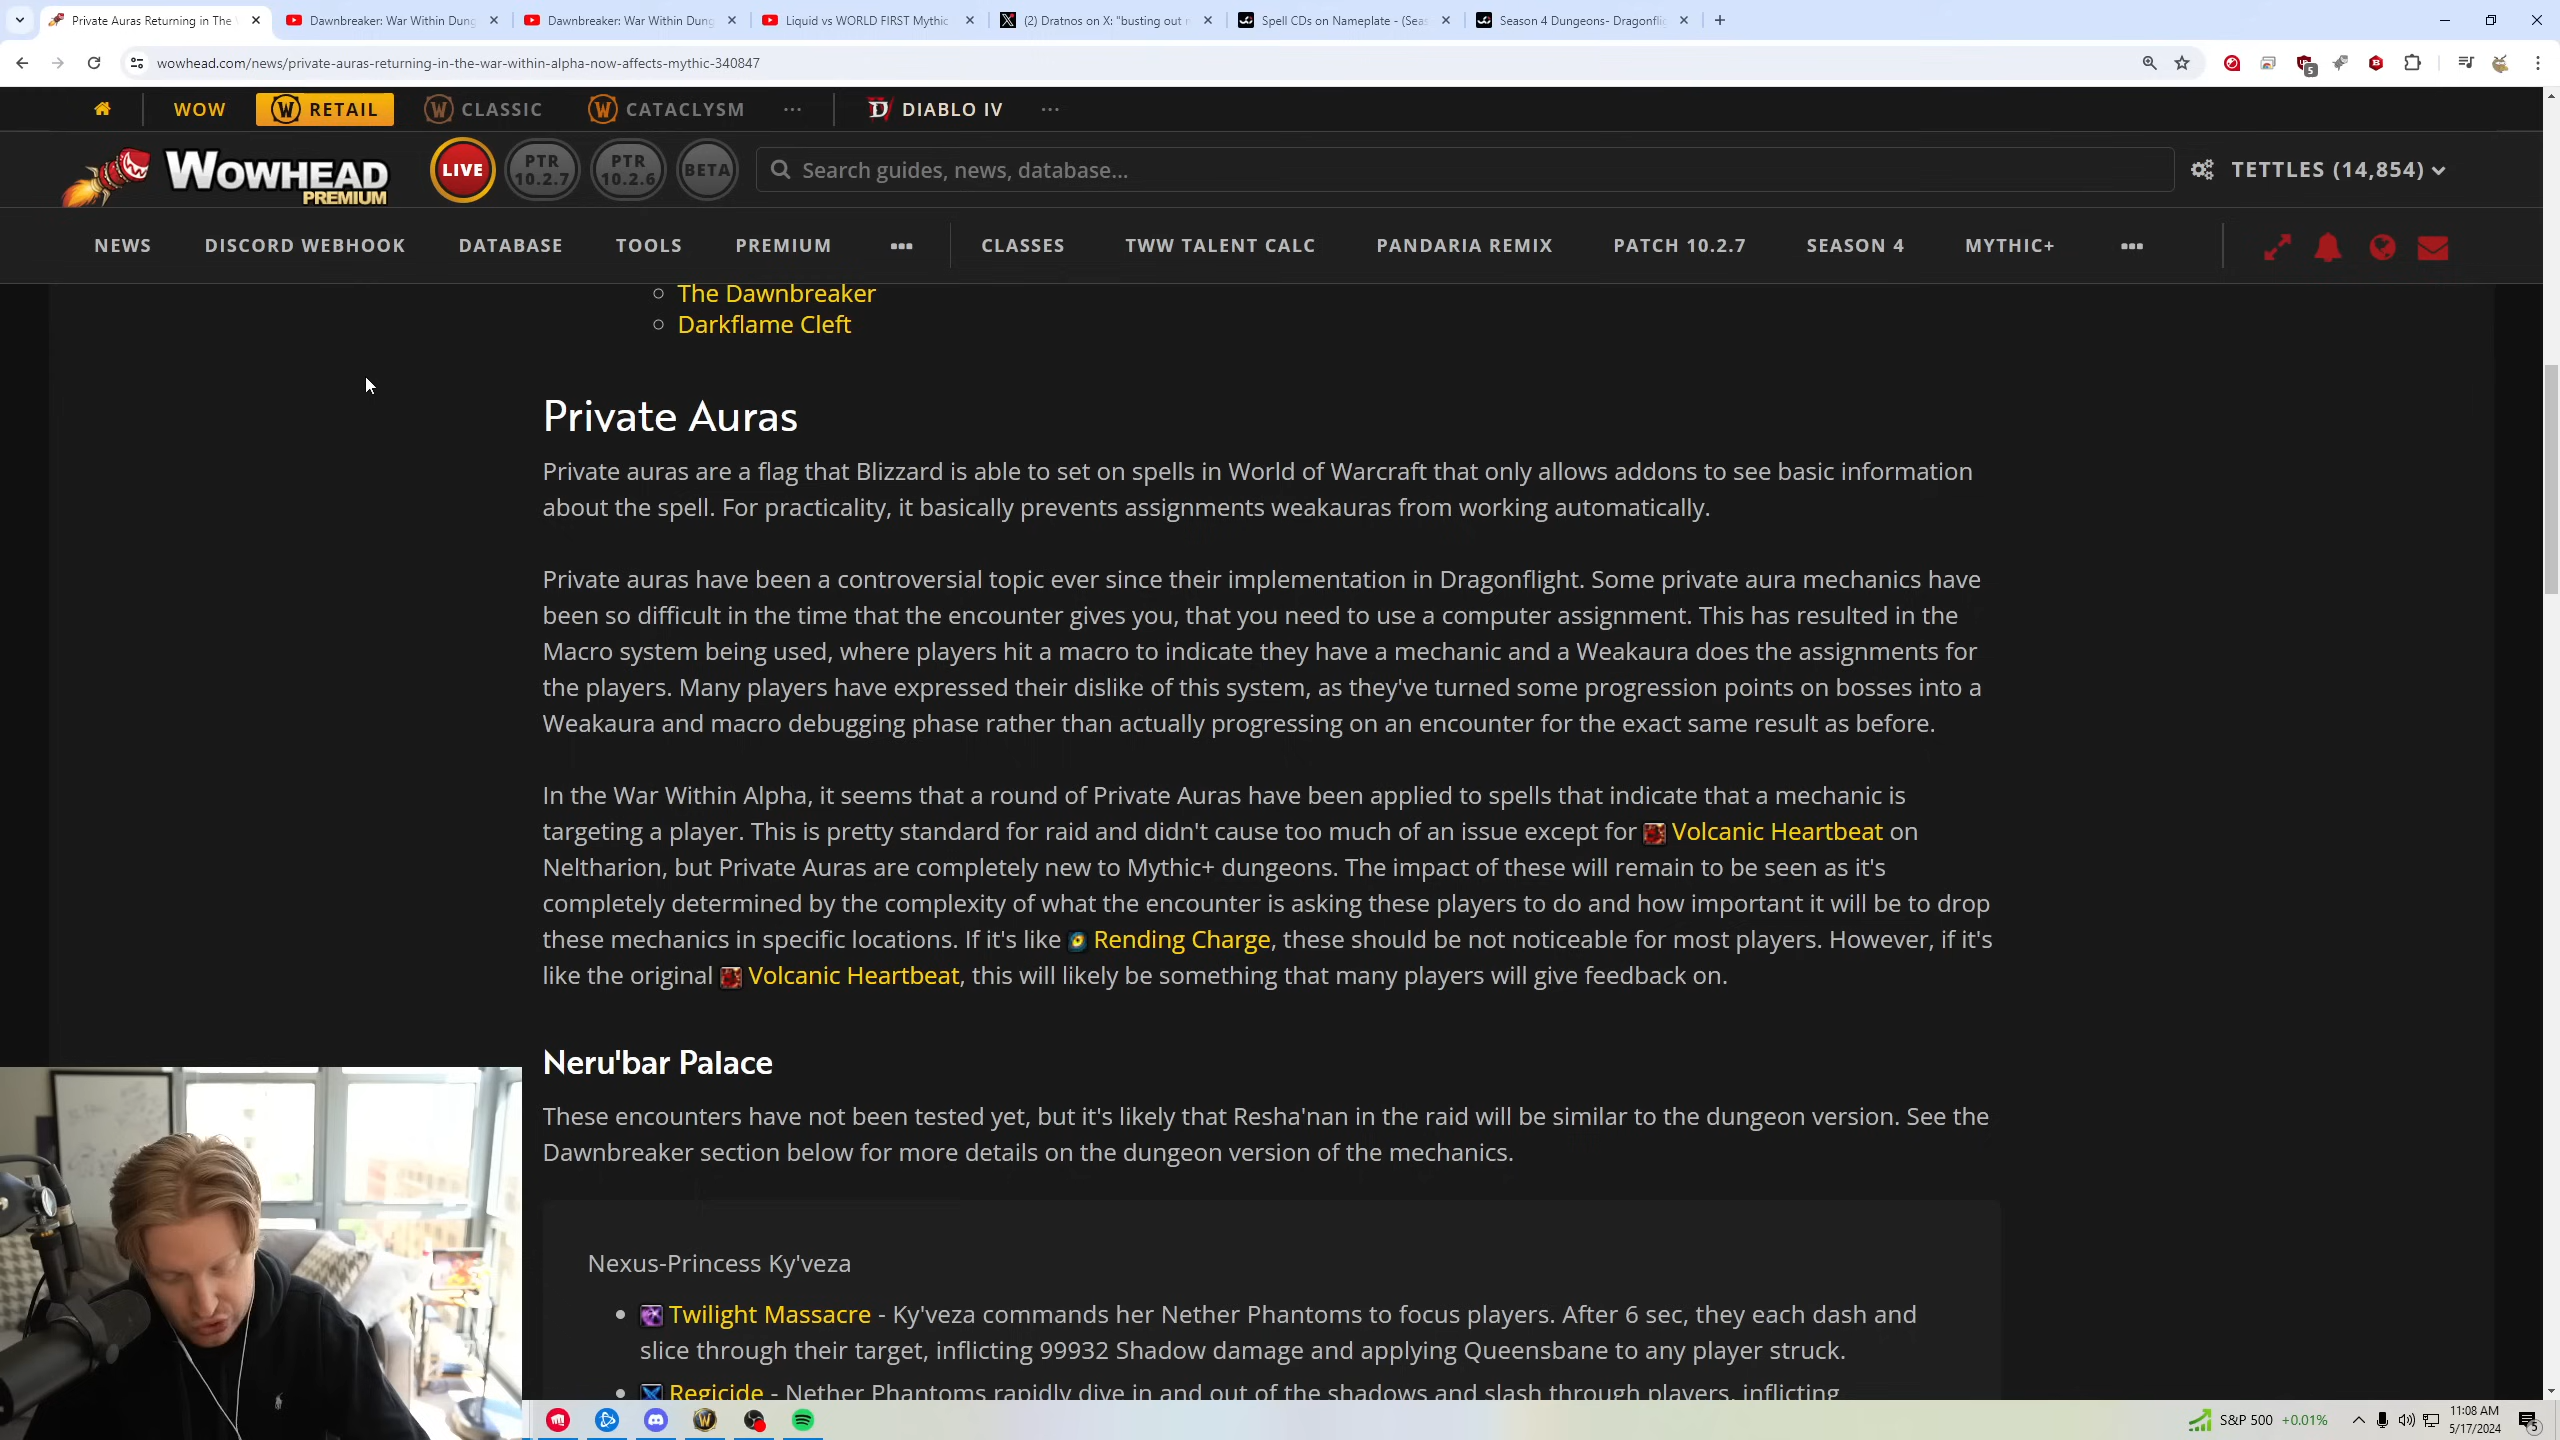 Private Auras Returning in The
Dawnbreaker: War Within Dung
Dawnbreaker: War Within Dung
Liquid vs WORLD FIRST Mythic
(2) Dratnos on X: "busting out
Spell CDs on Nameplate - (Sea
Season 4 Dungeons- Dragonfli
wowhead.com/news/private-auras-returning-in-the-war-within-alpha-now-affects-mythic-340847
5
WOW
RETAIL
CLASSIC
CATACLYSM
DIABLO IV
WOWHEAD
PREMIUM
LIVE
PTR
10.2.7
PTR
10.2.6
BETA
Search guides, news, database...
TETTLES (14,854)
NEWS DISCORD WEBHOOK DATABASE TOOLS PREMIUM ••• CLASSES TWW TALENT CALC PANDARIA REMIX PATCH 10.2.7 SEASON 4 MYTHIC+ •••
The Dawnbreaker
Darkflame Cleft
Private Auras
Private auras are a flag that Blizzard is able to set on spells in World of Warcraft that only allows addons to see basic information
about the spell. For practicality, it basically prevents assignments weakauras from working automatically.
Private auras have been a controversial topic ever since their implementation in Dragonflight. Some private aura mechanics have
been so difficult in the time that the encounter gives you, that you need to use a computer assignment. This has resulted in the
Macro system being used, where players hit a macro to indicate they have a mechanic and a Weakaura does the assignments for
the players. Many players have expressed their dislike of this system, as they've turned some progression points on bosses into a
Weakaura and macro debugging phase rather than actually progressing on an encounter for the exact same result as before.
In the War Within Alpha, it seems that a round of Private Auras have been applied to spells that indicate that a mechanic is
targeting a player. This is pretty standard for raid and didn't cause too much of an issue except for Volcanic Heartbeat on
Neltharion, but Private Auras are completely new to Mythic+ dungeons. The impact of these will remain to be seen as it's
completely determined by the complexity of what the encounter is asking these players to do and how important it will be to drop
these mechanics in specific locations. If it's like Rending Charge, these should be not noticeable for most players. However, if it's
like the original Volcanic Heartbeat, this will likely be something that many players will give feedback on.
Neru'bar Palace
These encounters have not been tested yet, but it's likely that Resha'nan in the raid will be similar to the dungeon version. See the
Dawnbreaker section below for more details on the dungeon version of the mechanics.
Nexus-Princess Ky'veza
Twilight Massacre - Ky'veza commands her Nether Phantoms to focus players. After 6 sec, they each dash and
slice through their target, inflicting 99932 Shadow damage and applying Queensbane to any player struck.
Regicide - Nether Phantoms rapidly dive in and out of the shadows and slash through players, inflicting
S&P 500 +0.01%
11:08 AM
5/17/2024
5